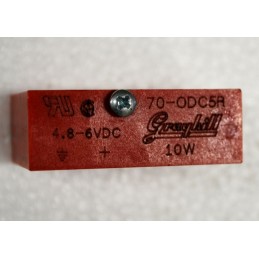 70-ODC5R
4.8-6VDC
Grayhill
+
10W